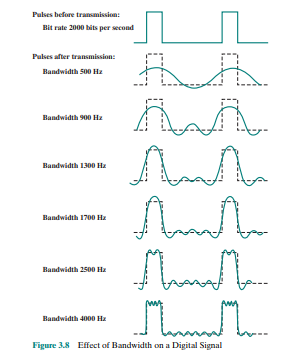 Pulses before transmission:
Bit rate 2000 bits per second
Pulses after transmission:
Bandwidth 500 Hz
Bandwidth 900 Hz
Bandwidth 1300 Hz
Bandwidth 1700 Hz
Bandwidth 2500 Hz
Bandwidth 4000 Hz
Figure 3.8 Effect of Bandwidth on a Digital Signal